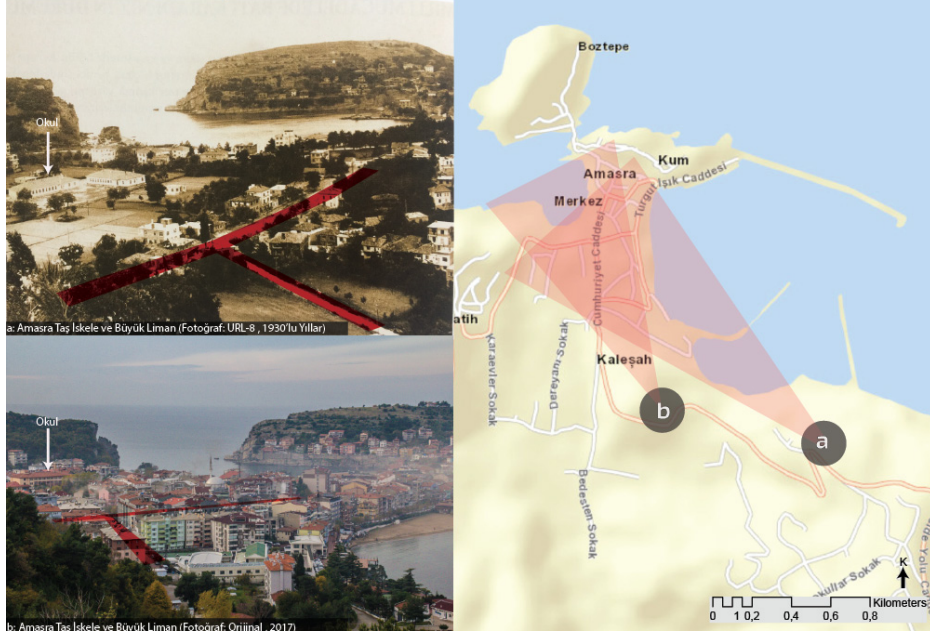 Okul
a: Amasra Taş İskele ve Büyük Liman (Fotoğraf: URL-8 , 1930'lu Yıllar)
Okul
b: Amasra Taş İskele ve Büyük Liman (Fotoğraf: Orijinal , 2017)
Boztepe
Kum
Amasra
Turgut Işık Caddesi
Merkez
Cumhuriyet Caddesi
atih
Kaleşah
Karaevler Sokak
Dereyanı Sokak
b
a
Bedesten Sokak
okullar Sokak
K
Kilometers
0 1 0,2 0,4 0,6 0,8